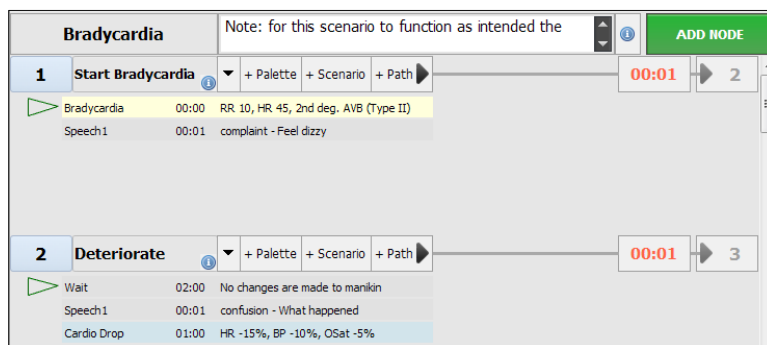 Bradycardia Note: for this scenario to function as intended the ADD NODE
1 Start Bradycardia + Palette + Scenario + Path 00:01 2
Bradycardia 00:00 RR 10, HR 45, 2nd deg. AVB (Type II)
Speech1 00:01 complaint - Feel dizzy
2 Deteriorate + Palette + Scenario + Path 00:01 3
Wait 02:00 No changes are made to manikin
Speech1 00:01 confusion - What happened
Cardio Drop 01:00 HR -15%, BP -10%, OSat -5%